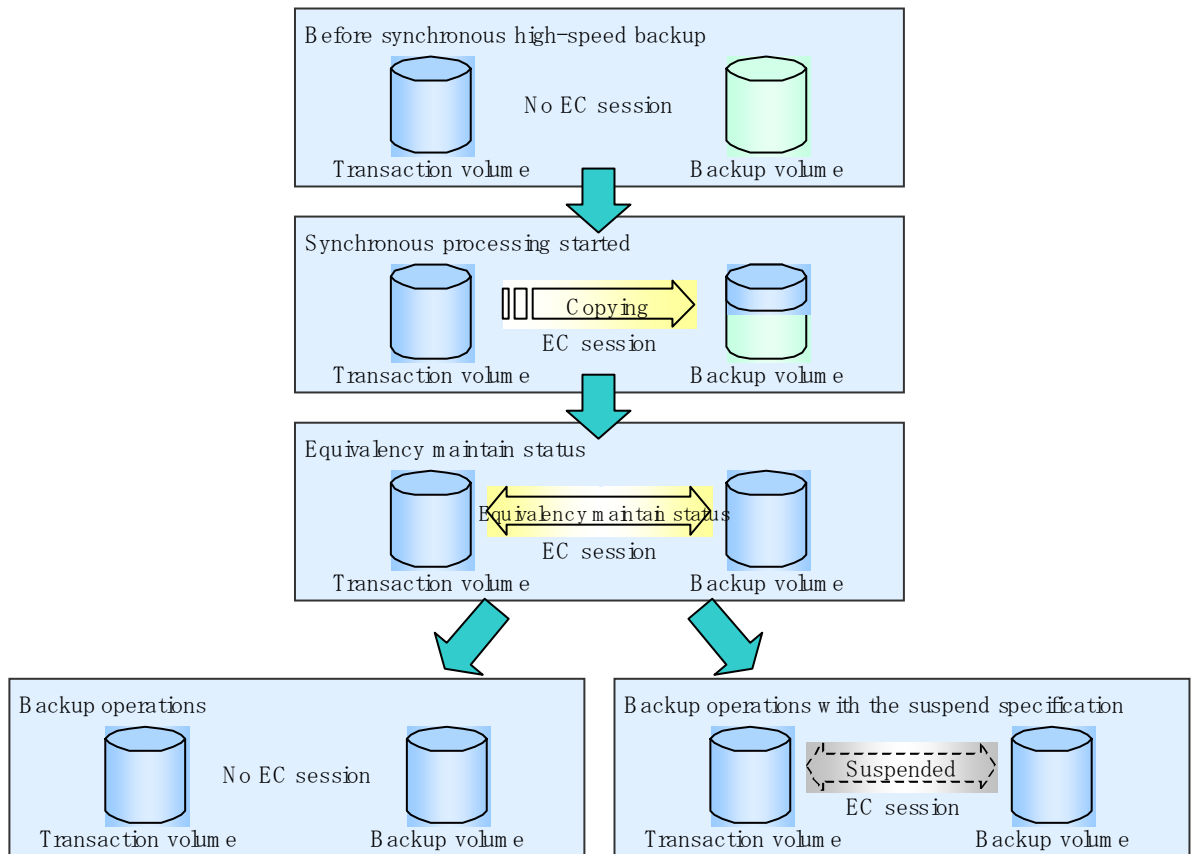 Before synchronous high-speed backup
No EC session
Transaction volume
Backup volume
Synchronous processing started
Copying
EC session
Transaction volume
Backup volume
Equivalency maintain status
Equivalency maintain status
EC session
Transaction volume
Backup volume
Backup operations
No EC session
Transaction volume
Backup volume
Backup operations with the suspend specification
Suspended
EC session
Transaction volume
Backup volume